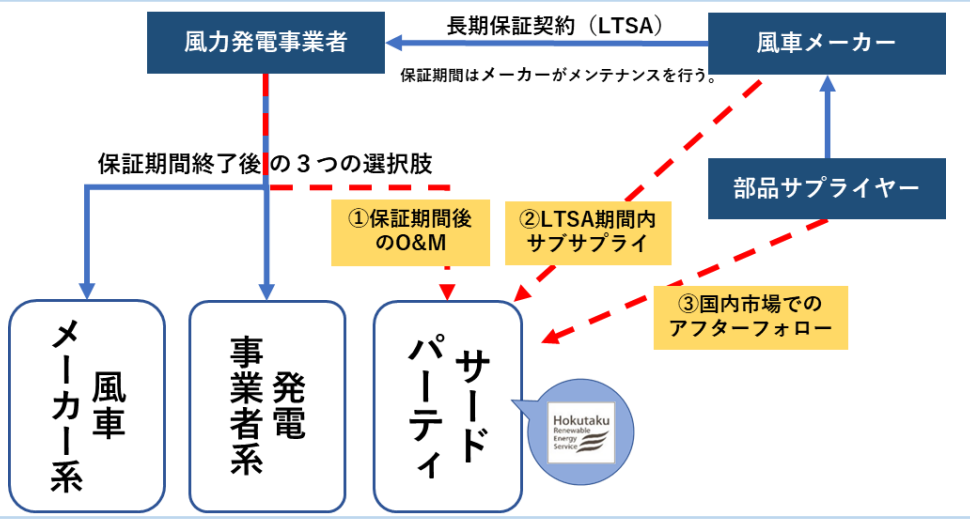 風力発電事業者
長期保証契約（LTSA）
風車メーカー
保証期間はメーカーがメンテナンスを行う。
保証期間終了後の３つの選択肢
部品サプライヤー
①保証期間後
のO&M
②LTSA期間内
サブサプライ
③国内市場での
アフターフォロー
風車
メーカー系
発電
事業者系
サード
パーティ
Hokutaku
Renewable
Energy
Service